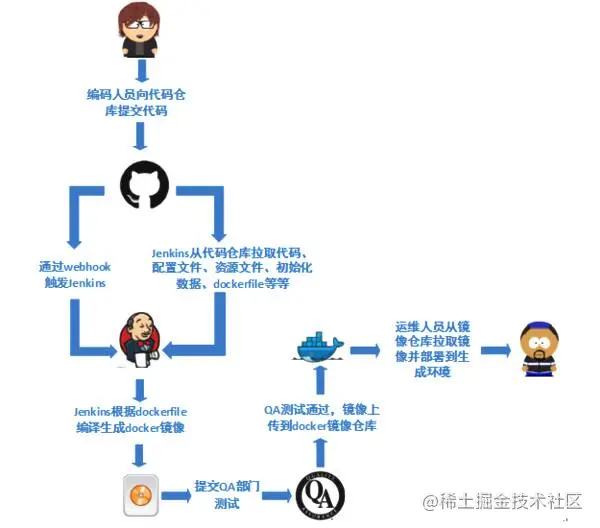 编码人员向代码仓
库提交代码
通过webhook
触发Jenkins
Jenkins从代码仓库拉取代码、
配置文件、资源文件、初始化
数据、dockerfile等等
运维人员从镜
像仓库拉取镜
像并部署到生
成环境
Jenkins根据dockerfile
编译生成docker镜像
QA测试通过，镜像上
传到docker镜像仓库
提交QA部门
测试
QA
@稀土掘金技术社区